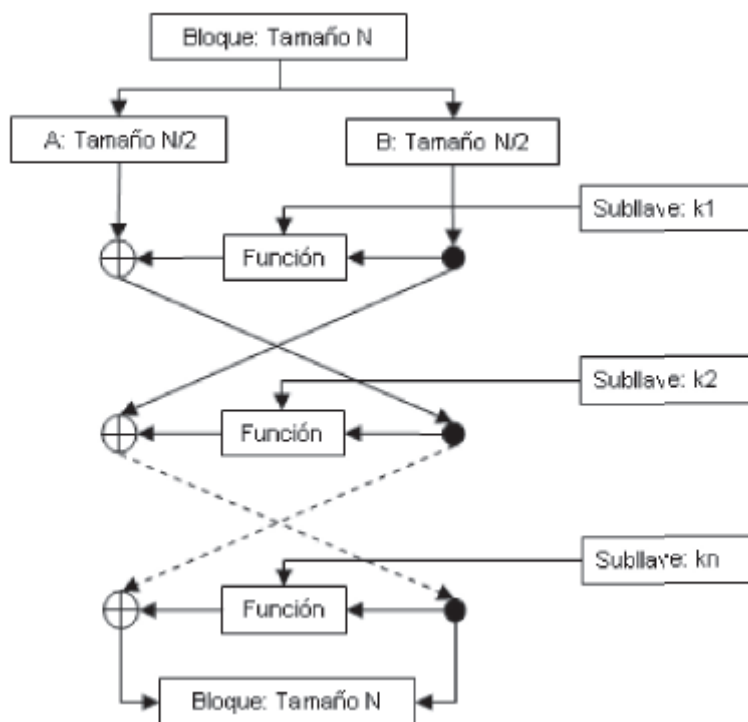 Bloque: Tamaño N
A: Tamaño N/2
B: Tamaño N/2
Subllave: k1
Función
Subllave: k2
Función
Subllave: kn
Función
Bloque: Tamaño N